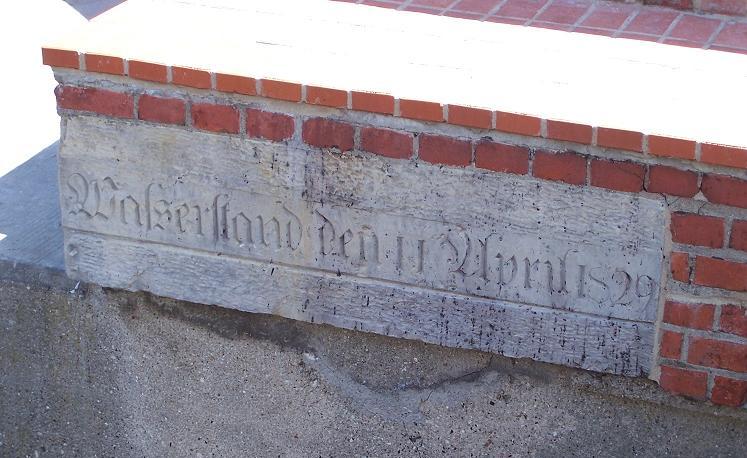 Wasserstand den 11 April 1829